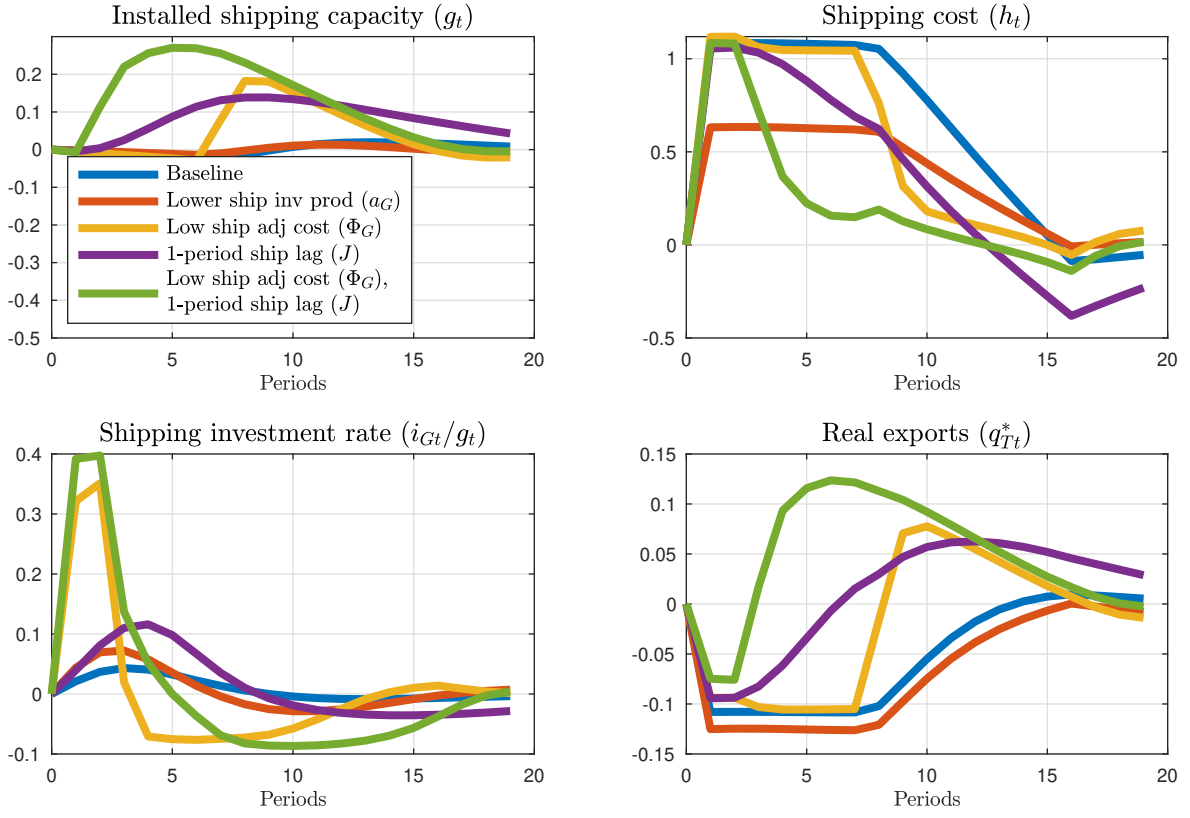 Installed shipping capacity (g_t)
0.2
0.1
0
-0.1
-0.2
-0.3
-0.4
-0.5
0 5 10 15 20
Periods
Baseline
Lower ship inv prod (a_G)
Low ship adj cost (Φ_G)
1-period ship lag (J)
Low ship adj cost (Φ_G),
1-period ship lag (J)
Shipping cost (h_t)
1
0.5
0
-0.5
0 5 10 15 20
Periods
Shipping investment rate (i_{Gt}/g_t)
0.4
0.3
0.2
0.1
0
-0.1
0 5 10 15 20
Periods
Real exports (q^*_{Tt})
0.15
0.1
0.05
0
-0.05
-0.1
-0.15
0 5 10 15 20
Periods